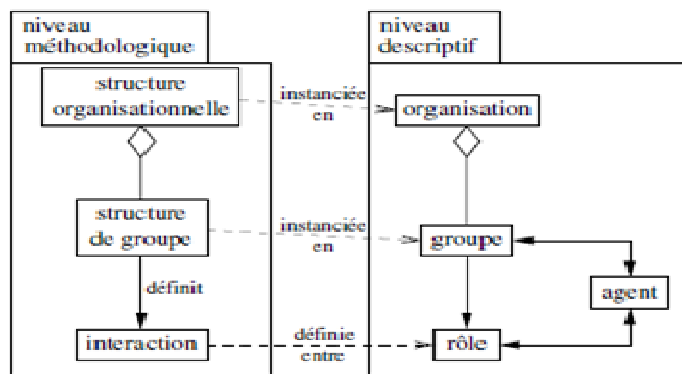 niveau
méthodologique
structure
organisationnelle
structure
de groupe
définit
interaction
instanciée
en
instanciée
en
définie
entre
niveau
descriptif
organisation
groupe
agent
rôle